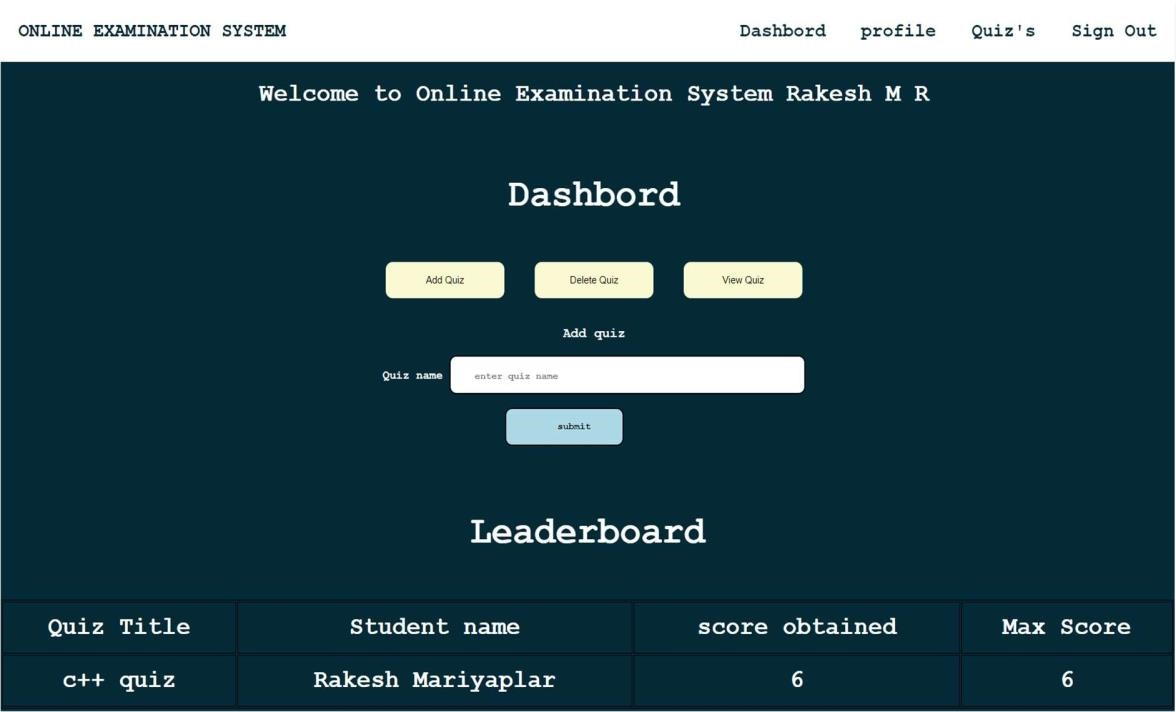 ONLINE EXAMINATION SYSTEM Dashbord profile Quiz's Sign Out
Welcome to Online Examination System Rakesh M R
Dashbord
Add Quiz Delete Quiz View Quiz
Add quiz
Quiz name enter quiz name
submit
Leaderboard
Quiz Title Student name score obtained Max Score
c++ quiz Rakesh Mariyaplar 6 6